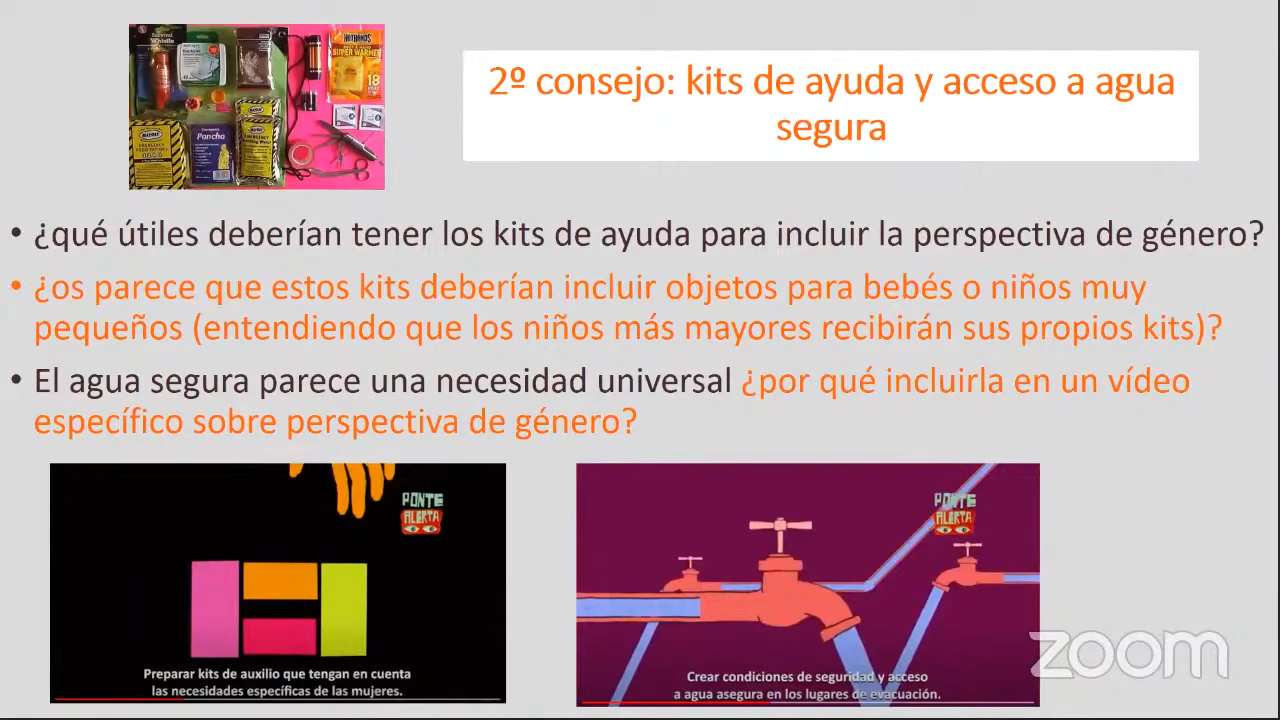 Survival
Whistle
HOTHANDS
SUPER WARMER
18
Poncho
2º consejo: kits de ayuda y acceso a agua
segura
• ¿qué útiles deberían tener los kits de ayuda para incluir la perspectiva de género?
• ¿os parece que estos kits deberían incluir objetos para bebés o niños muy
pequeños (entendiendo que los niños más mayores recibirán sus propios kits)?
• El agua segura parece una necesidad universal ¿por qué incluirla en un vídeo
específico sobre perspectiva de género?
PONTE
ALERTA
Preparar kits de auxilio que tengan en cuenta
las necesidades específicas de las mujeres.
PONTE
ALERTA
Crear condiciones de seguridad y acceso
a agua asegura en los lugares de evacuación.
zoom